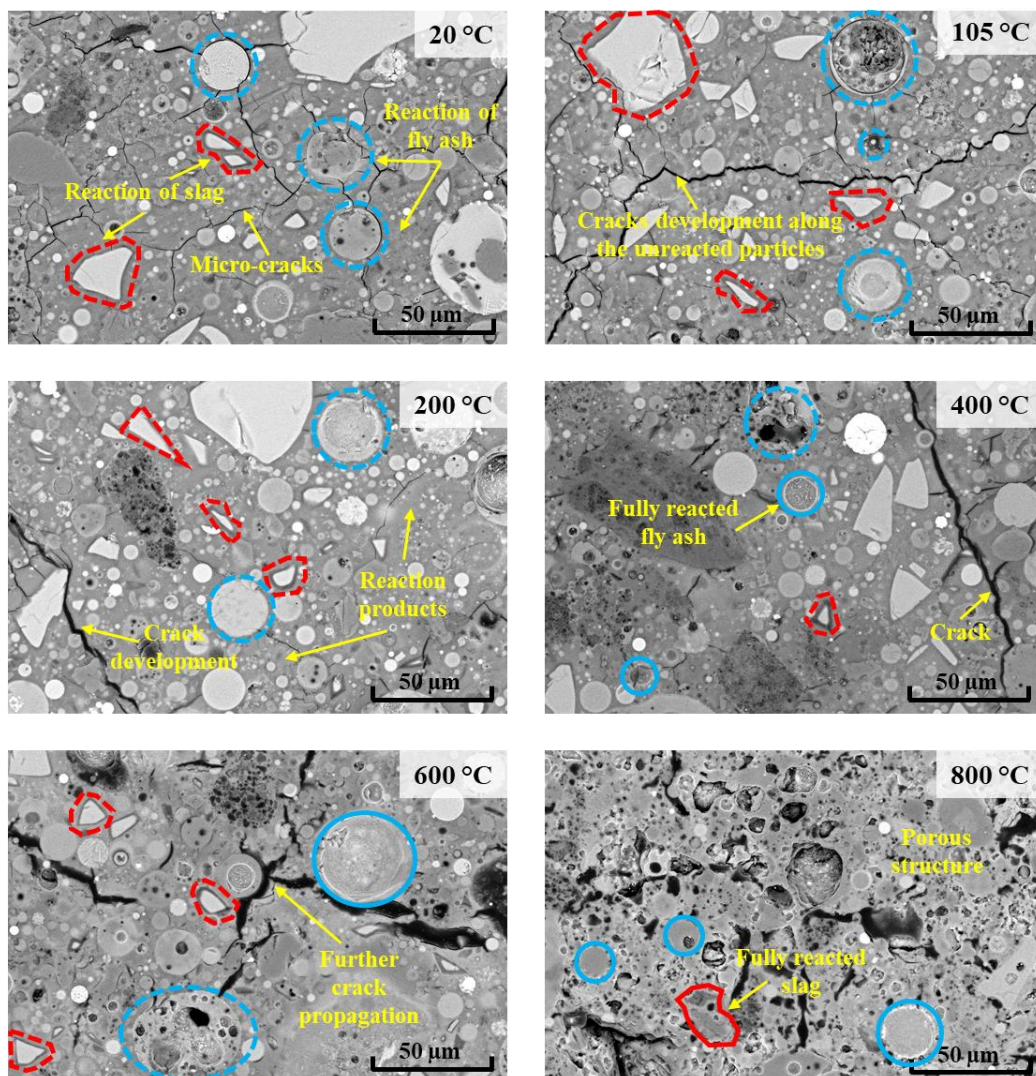 20 °C
Reaction of
fly ash
Reaction of slag
Micro-cracks
50 μm
105 °C
Cracks development along
the unreacted particles
50 μm
200 °C
Reaction
products
Crack
development
50 μm
400 °C
Fully reacted
fly ash
Crack
50 μm
600 °C
Further
crack
propagation
50 μm
800 °C
Porous
structure
Fully reacted
slag
50 μm